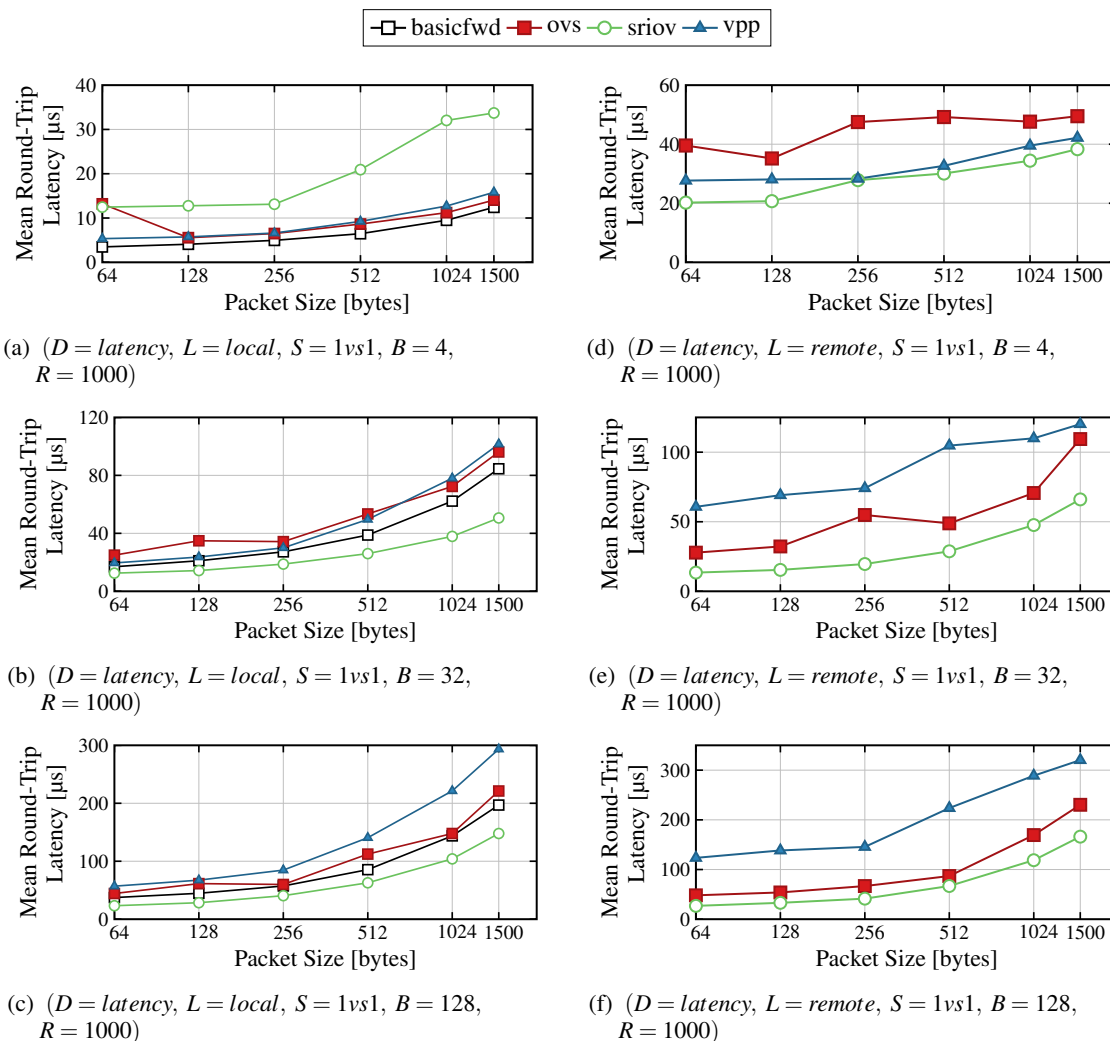 basicfwd ovs sriov vpp
40
30
20
10
0
Mean Round-Trip
Latency [µs]
64 128 256 512 1024 1500
Packet Size [bytes]
(a) (D = latency, L = local, S = 1vs1, B = 4,
R = 1000)
60
40
20
0
Mean Round-Trip
Latency [µs]
64 128 256 512 1024 1500
Packet Size [bytes]
(d) (D = latency, L = remote, S = 1vs1, B = 4,
R = 1000)
120
80
40
0
Mean Round-Trip
Latency [µs]
64 128 256 512 1024 1500
Packet Size [bytes]
(b) (D = latency, L = local, S = 1vs1, B = 32,
R = 1000)
100
50
0
Mean Round-Trip
Latency [µs]
64 128 256 512 1024 1500
Packet Size [bytes]
(e) (D = latency, L = remote, S = 1vs1, B = 32,
R = 1000)
300
200
100
0
Mean Round-Trip
Latency [µs]
64 128 256 512 1024 1500
Packet Size [bytes]
(c) (D = latency, L = local, S = 1vs1, B = 128,
R = 1000)
300
200
100
0
Mean Round-Trip
Latency [µs]
64 128 256 512 1024 1500
Packet Size [bytes]
(f) (D = latency, L = remote, S = 1vs1, B = 128,
R = 1000)